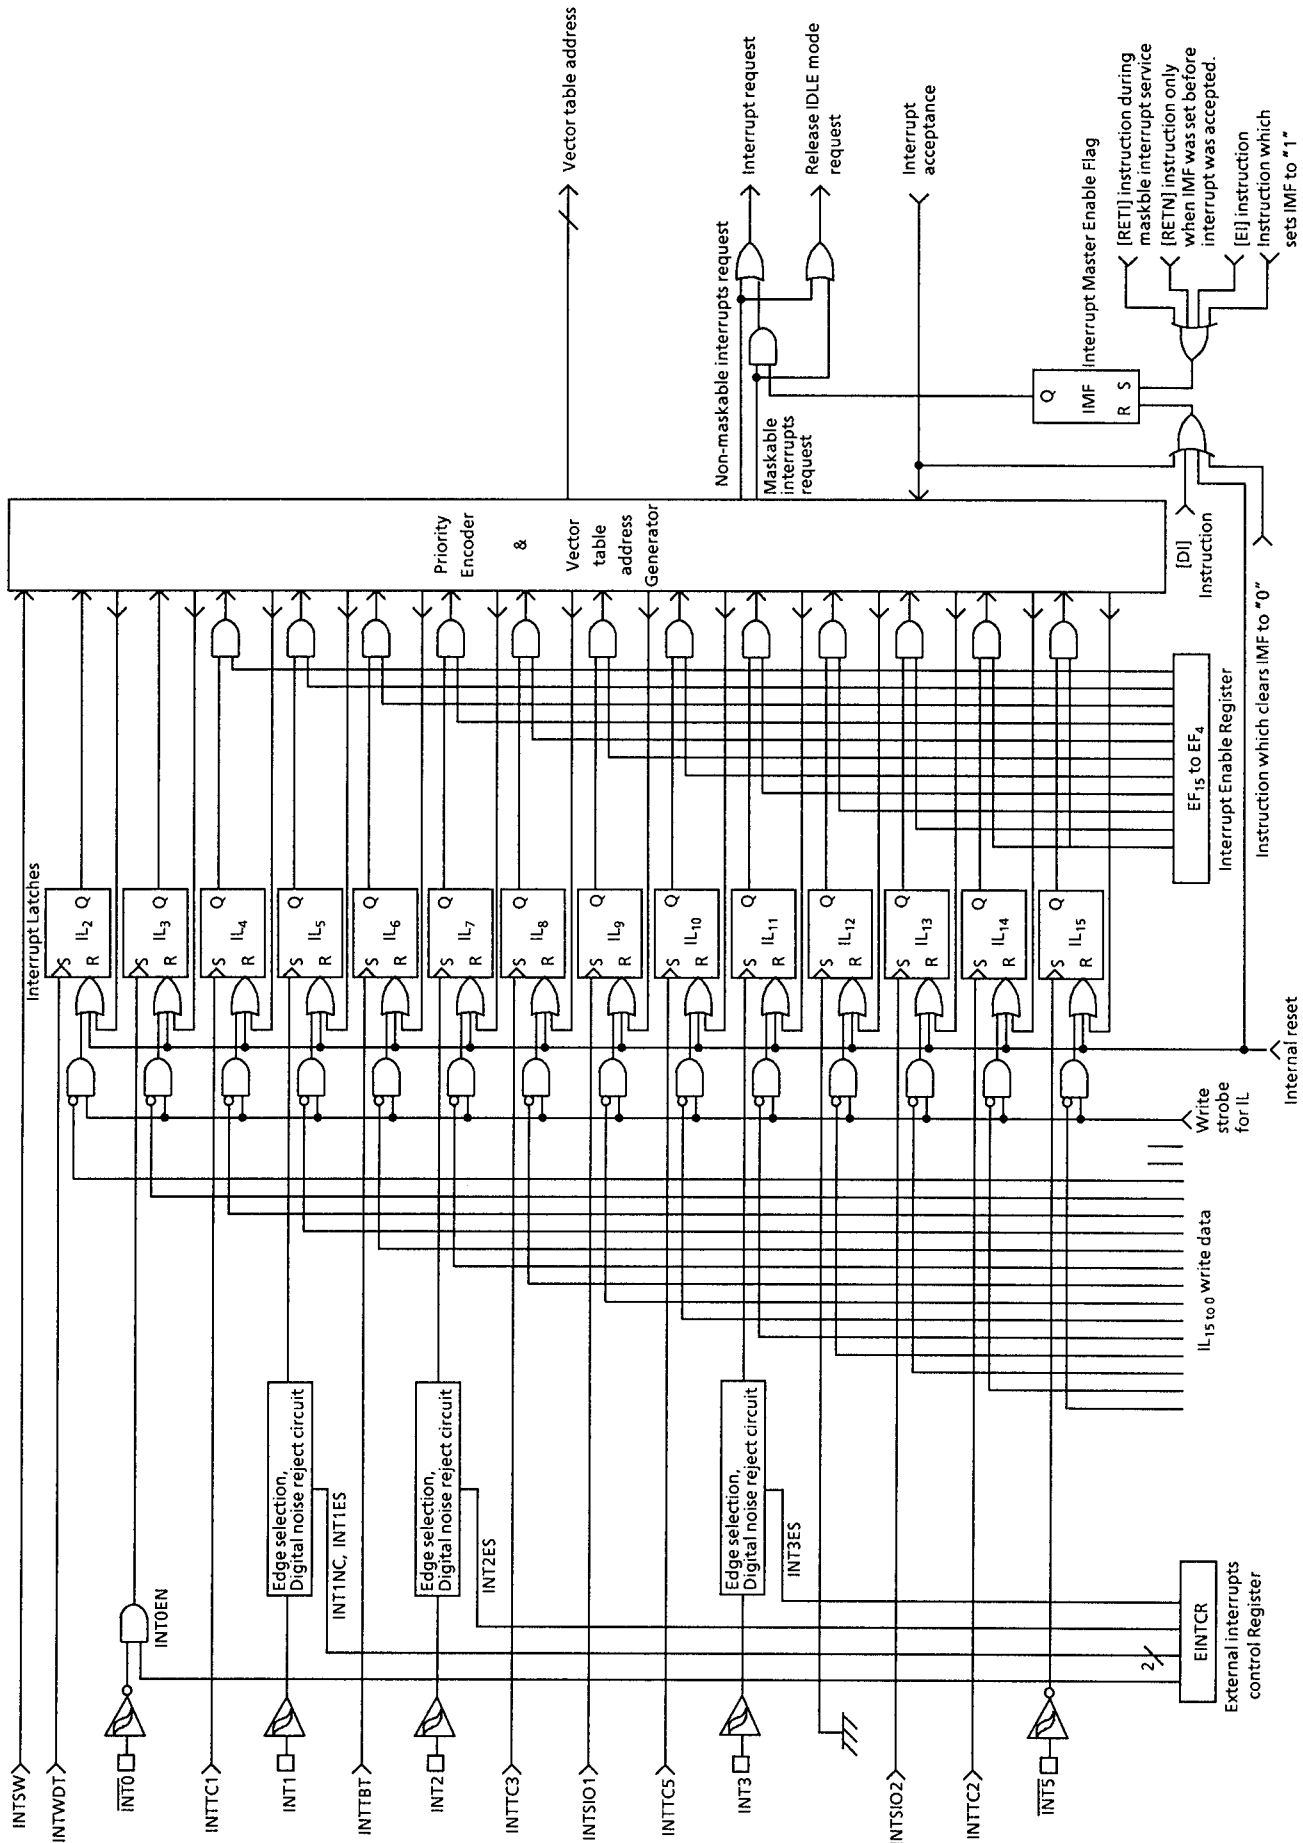 INTSW
INTWDT
INT0
INTTC1
INT1
INTTBT
INT2
INTTC3
INTSIO1
INTTC5
INT3
INTSIO2
INTTC2
INT5
INT0EN
Edge selection,
Digital noise reject circuit
INT1NC, INT1ES
Edge selection,
Digital noise reject circuit
INT2ES
Edge selection,
Digital noise reject circuit
INT3ES
2
EINTCR
External interrupts
control Register
IL15 to 0 write data
Write
strobe
for IL
Internal reset
Interrupt Latches
S
IL2
Q
R
S
IL3
Q
R
S
IL4
Q
R
S
IL5
Q
R
S
IL6
Q
R
S
IL7
Q
R
S
IL8
Q
R
S
IL9
Q
R
S
IL10
Q
R
S
IL11
Q
R
S
IL12
Q
R
S
IL13
Q
R
S
IL14
Q
R
S
IL15
Q
R
EF15 to EF4
Interrupt Enable Register
Instruction which clears IMF to "0"
Priority
Encoder
&
Vector
table
address
Generator
[DI]
Instruction
Vector table address
Non-maskable interrupts request
Maskable
interrupts
request
Interrupt request
Release IDLE mode
request
Interrupt
acceptance
Q
IMF
R S
Interrupt Master Enable Flag
[RETI] instruction during
maskble interrupt service
[RETN] instruction only
when IMF was set before
interrupt was accepted.
[EI] instruction
Instruction which
sets IMF to "1"